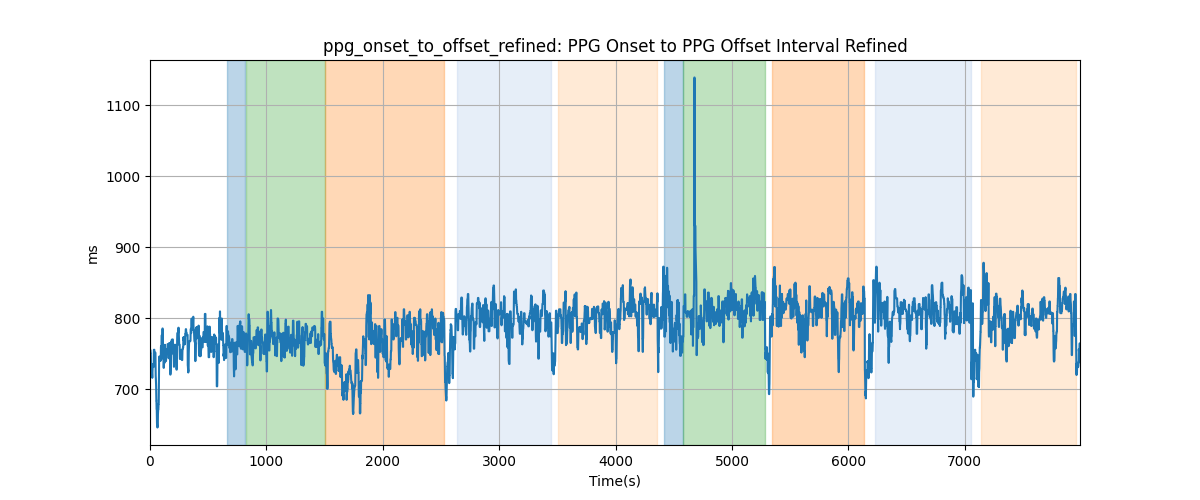 ppg_onset_to_offset_refined: PPG Onset to PPG Offset Interval Refined
1100
1000
900
800
700
ms
0 1000 2000 3000 4000 5000 6000 7000
Time(s)